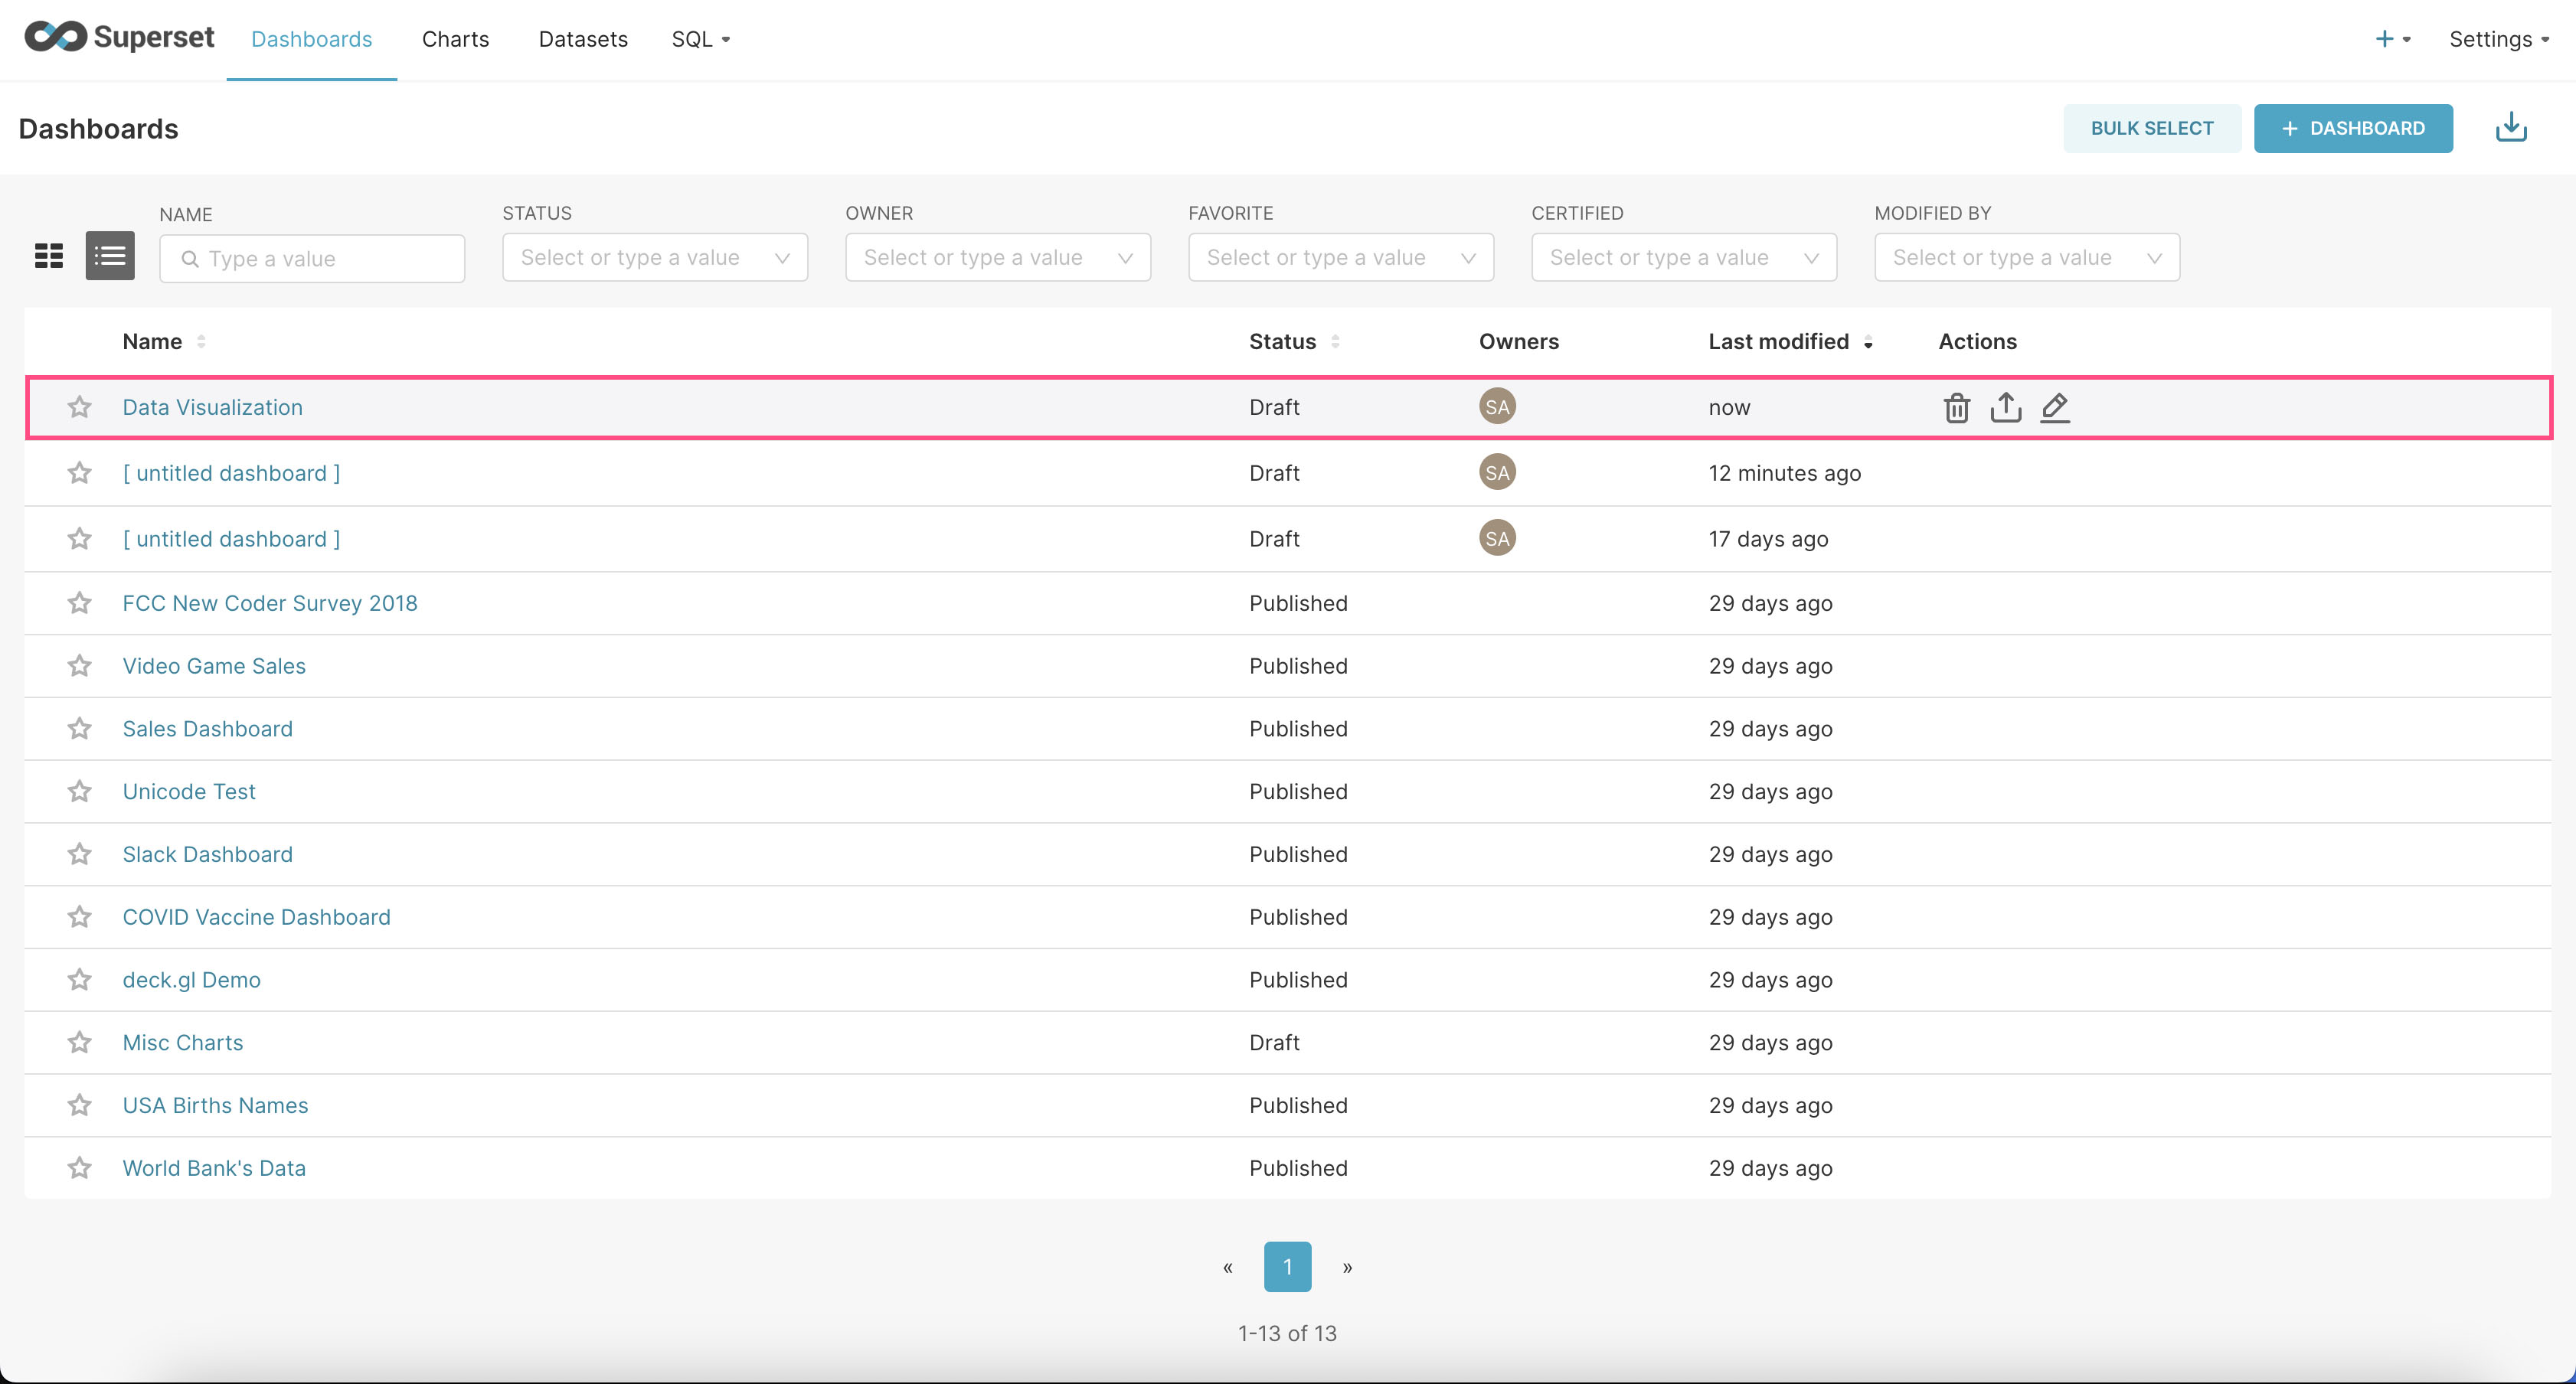 Superset Dashboards Charts Datasets SQL + Settings
Dashboards BULK SELECT + DASHBOARD
NAME STATUS OWNER FAVORITE CERTIFIED MODIFIED BY
Type a value Select or type a value Select or type a value Select or type a value Select or type a value Select or type a value
Name Status Owners Last modified Actions
Data Visualization Draft SA now
[ untitled dashboard ] Draft SA 12 minutes ago
[ untitled dashboard ] Draft SA 17 days ago
FCC New Coder Survey 2018 Published 29 days ago
Video Game Sales Published 29 days ago
Sales Dashboard Published 29 days ago
Unicode Test Published 29 days ago
Slack Dashboard Published 29 days ago
COVID Vaccine Dashboard Published 29 days ago
deck.gl Demo Published 29 days ago
Misc Charts Draft 29 days ago
USA Births Names Published 29 days ago
World Bank's Data Published 29 days ago
« 1 »
1-13 of 13